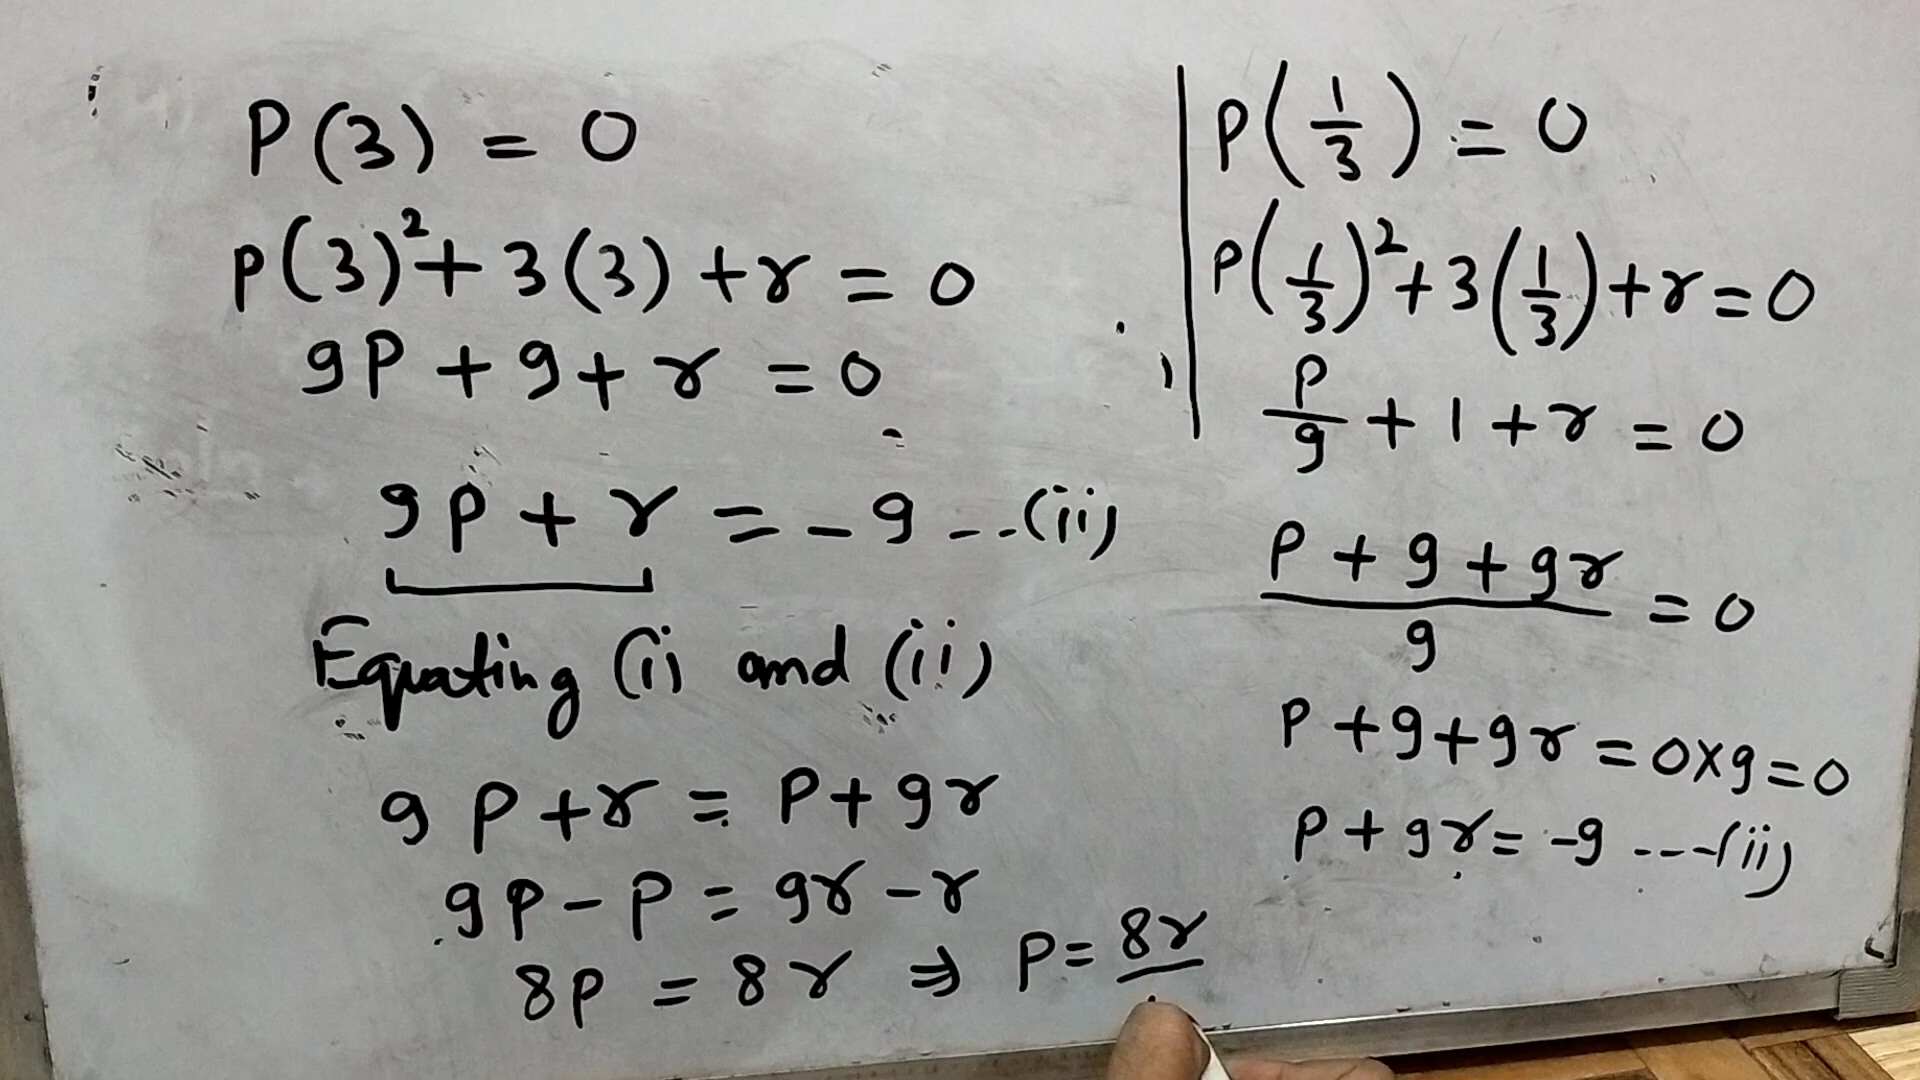 P(3) = 0
p(3)²+ 3(3) +r = 0
9P + 9 + r = 0
9p + r = -9 --(ii)
Equating (i) and (ii)
9p + r = p + 9r
9p - p = 9r - r
8p = 8r ⇒ p = 8r/
P(1/3) = 0
p(1/3)²+3(1/3)+r=0
p/9 + 1 + r = 0
(p + 9 + 9r)/9 = 0
p + 9 + 9r = 0x9 = 0
p + 9r = -9 ----(ii)